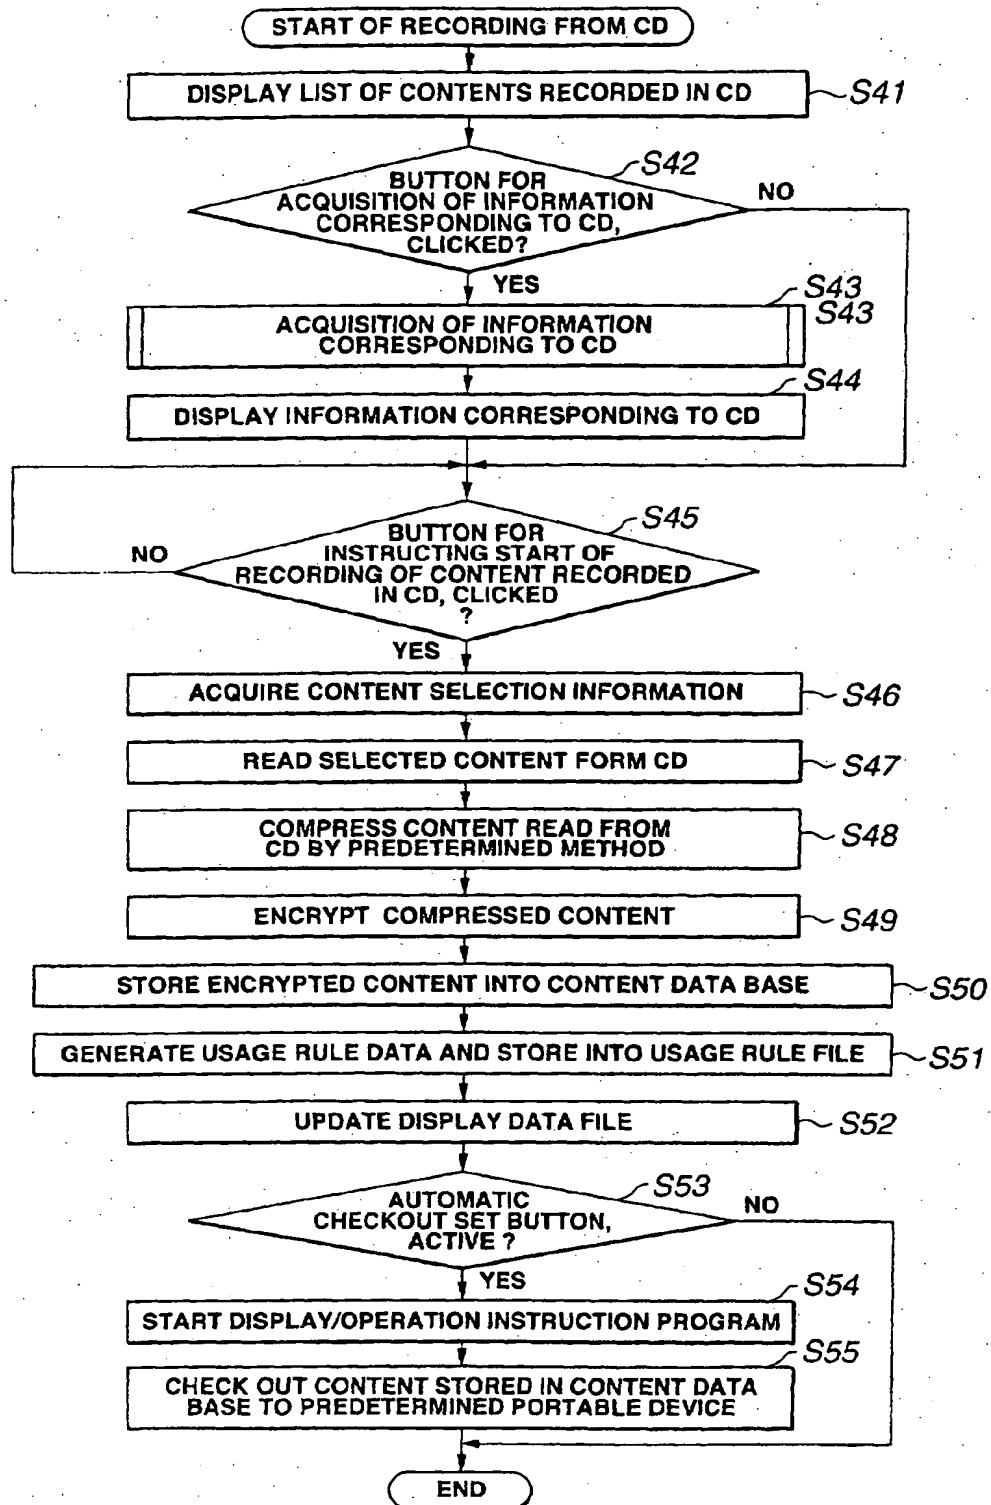 START OF RECORDING FROM CD
DISPLAY LIST OF CONTENTS RECORDED IN CD
S41
S42
BUTTON FOR
ACQUISITION OF INFORMATION
CORRESPONDING TO CD,
CLICKED?
NO
YES
S43
S43
ACQUISITION OF INFORMATION
CORRESPONDING TO CD
S44
DISPLAY INFORMATION CORRESPONDING TO CD
S45
BUTTON FOR
INSTRUCTING START OF
RECORDING OF CONTENT RECORDED
IN CD, CLICKED
?
NO
YES
ACQUIRE CONTENT SELECTION INFORMATION
S46
READ SELECTED CONTENT FORM CD
S47
COMPRESS CONTENT READ FROM
CD BY PREDETERMINED METHOD
S48
ENCRYPT COMPRESSED CONTENT
S49
STORE ENCRYPTED CONTENT INTO CONTENT DATA BASE
S50
GENERATE USAGE RULE DATA AND STORE INTO USAGE RULE FILE
S51
UPDATE DISPLAY DATA FILE
S52
S53
AUTOMATIC
CHECKOUT SET BUTTON,
ACTIVE ?
NO
YES
S54
START DISPLAY/OPERATION INSTRUCTION PROGRAM
S55
CHECK OUT CONTENT STORED IN CONTENT DATA
BASE TO PREDETERMINED PORTABLE DEVICE
END